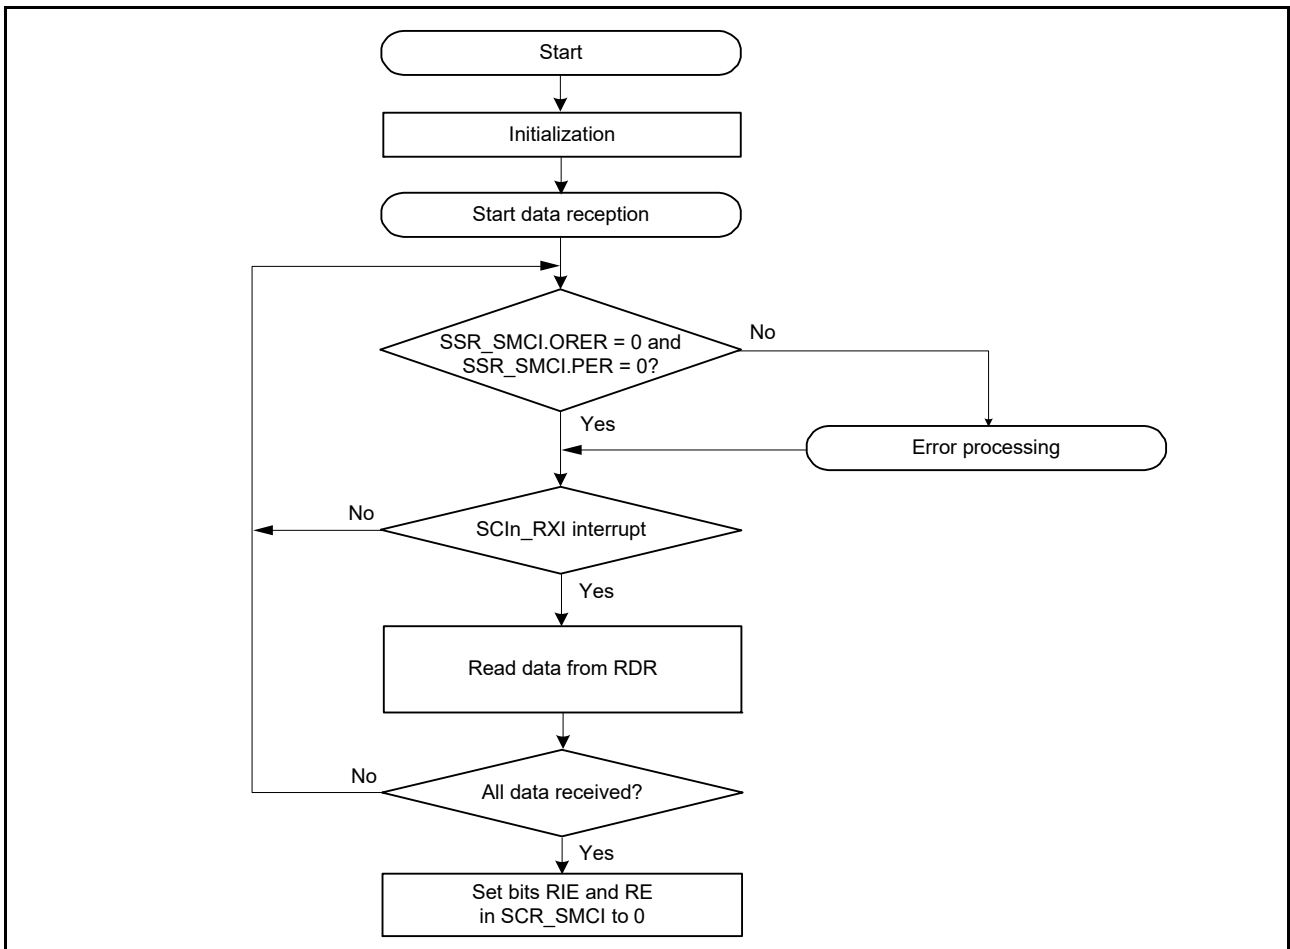 Start
Initialization
Start data reception
SSR_SMCI.ORER = 0 and
SSR_SMCI.PER = 0?
No
Yes
Error processing
SCIn_RXI interrupt
No
Yes
Read data from RDR
All data received?
No
Yes
Set bits RIE and RE
in SCR_SMCI to 0